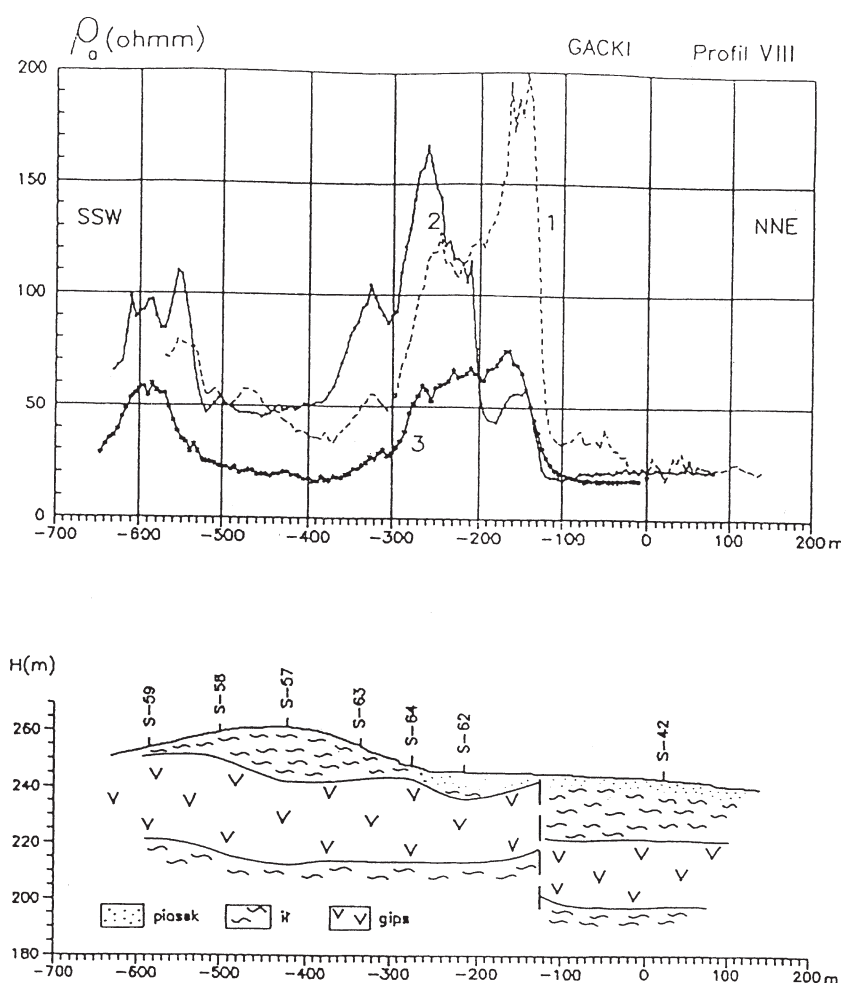 ρa (ohmm)
GACKI Profil VIII
200
150
100
50
0
SSW
NNE
1
2
3
-700 -600 -500 -400 -300 -200 -100 0 100 200 m
H(m)
S-59 S-58 S-57 S-63 S-64 S-62 S-42
260
240
220
200
180
piasek ił gips
-700 -600 -500 -400 -300 -200 -100 0 100 200 m